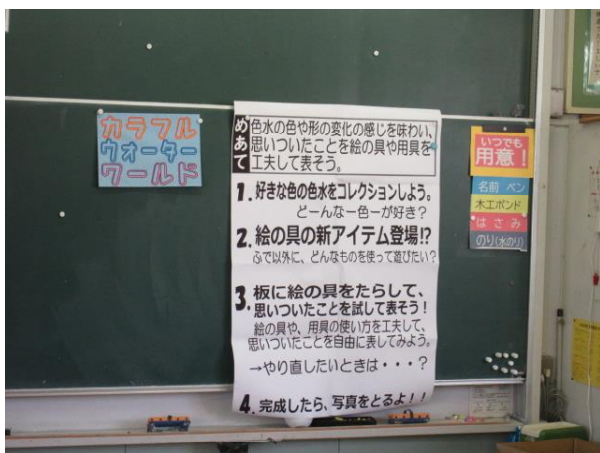 カラフル
ウォーター
ワールド
めあて
色水の色や形の変化の感じを味わい、
思いついたことを絵の具や用具を
工夫して表そう。
1. 好きな色の色水をコレクションしよう。
どーんな一色一が好き？
2. 絵の具の新アイテム登場!?
ふで以外に、どんなものを使って遊びたい？
3. 板に絵の具をたらして、
思いついたことを試して表そう！
絵の具や、用具の使い方を工夫して、
思いついたことを自由に表してみよう。
→やり直したいときは・・・？
4. 完成したら、写真をとるよ！！
いつでも
用意！
名前 ペン
木工ボンド
はさみ
のり(水のり)